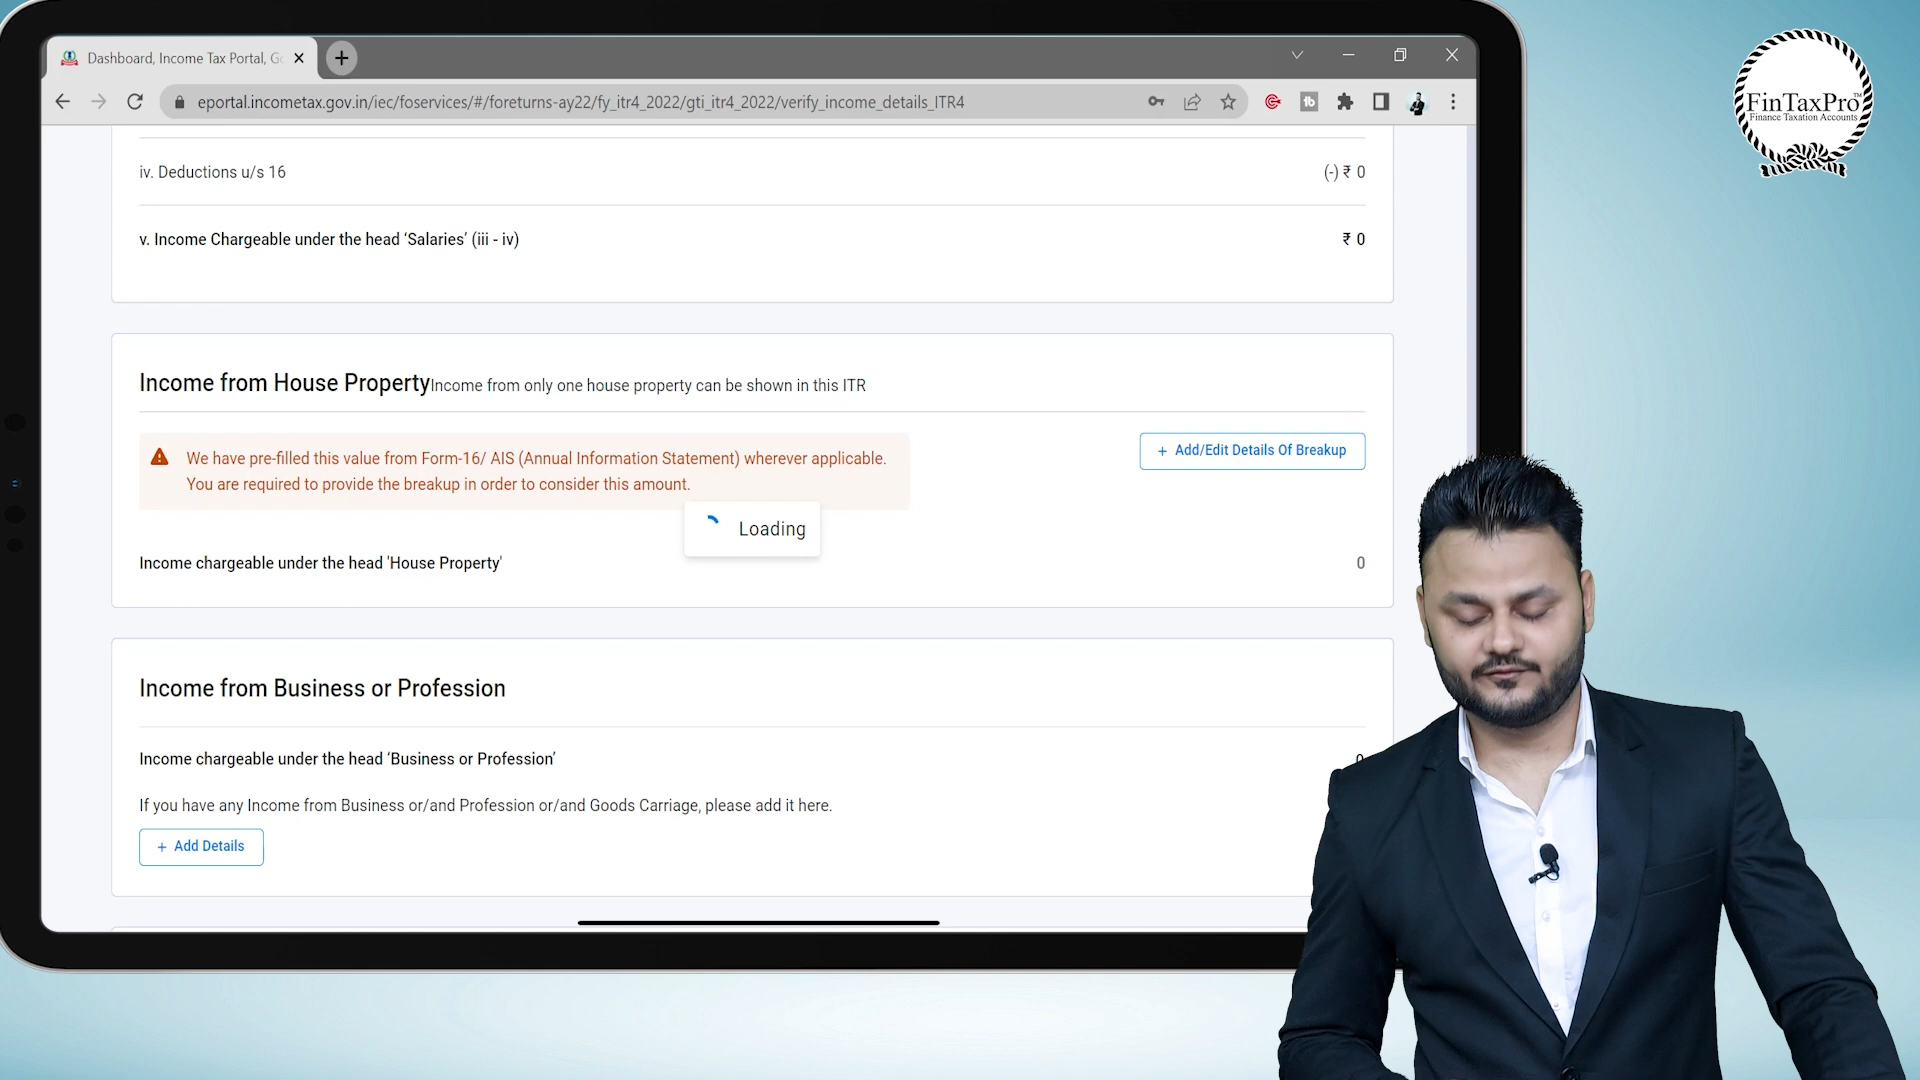 Dashboard, Income Tax Portal, Go
eportal.incometax.gov.in/iec/foservices/#/foreturns-ay22/fy_itr4_2022/gti_itr4_2022/verify_income_details_ITR4
tb
FinTaxPro™
Finance Taxation Accounts
iv. Deductions u/s 16
(-) ₹ 0
v. Income Chargeable under the head ‘Salaries’ (iii - iv)
₹ 0
Income from House Property Income from only one house property can be shown in this ITR
We have pre-filled this value from Form-16/ AIS (Annual Information Statement) wherever applicable.
You are required to provide the breakup in order to consider this amount.
+ Add/Edit Details Of Breakup
Loading
Income chargeable under the head 'House Property'
0
Income from Business or Profession
Income chargeable under the head ‘Business or Profession’
0
If you have any Income from Business or/and Profession or/and Goods Carriage, please add it here.
+ Add Details